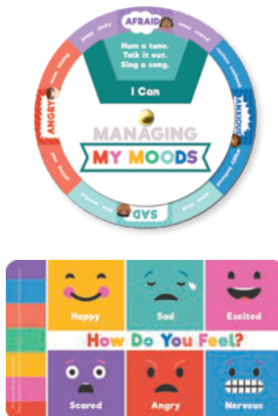 AFRAID
Hum a tune.
Talk it out.
Sing a song.
I Can
ANGRY
ANXIOUS
MANAGING
MY MOODS
SAD
Happy
Sad
Excited
How Do You Feel?
Scared
Angry
Nervous